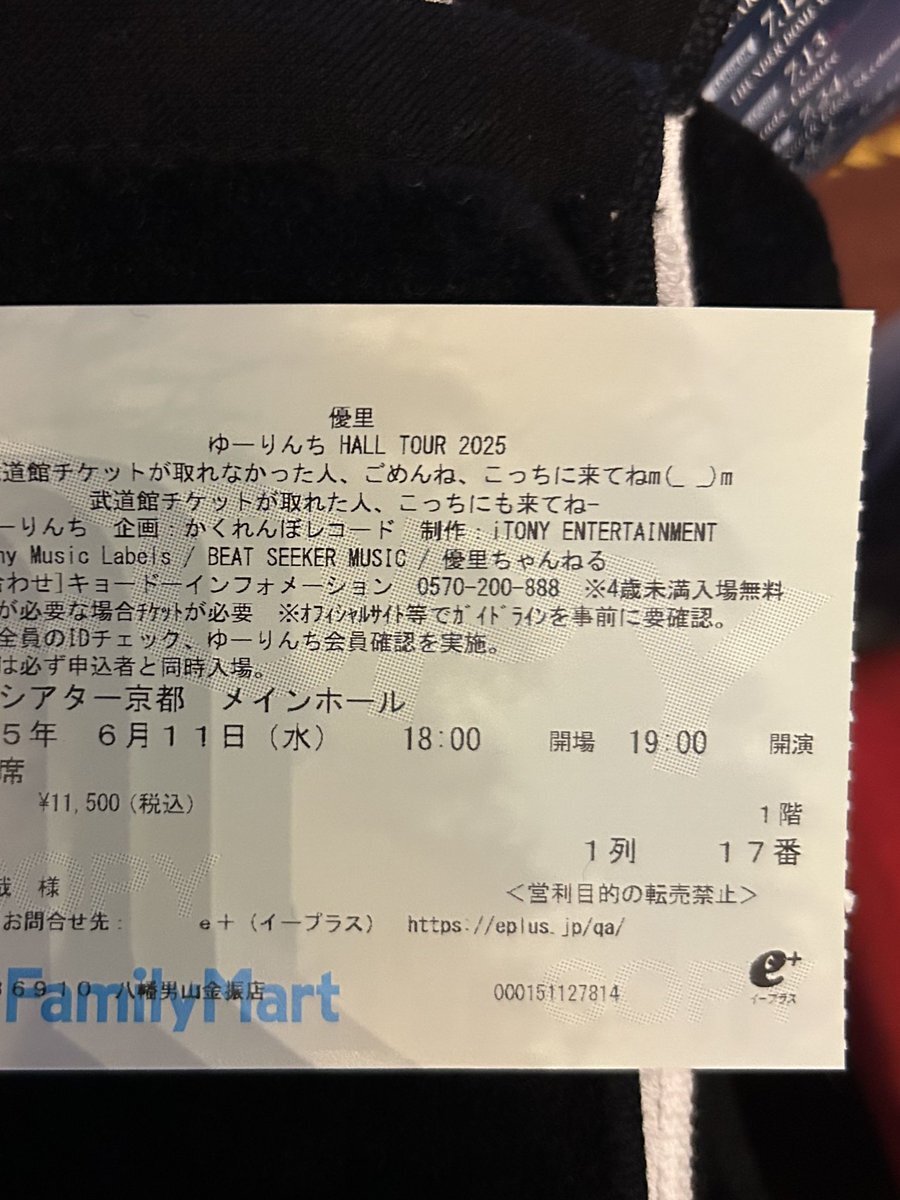 7.12
THUNDER DOME
7.13
Theatre
7.24
優里
ゆーりんち HALL TOUR 2025
道館チケットが取れなかった人、ごめんね、こっちに来てねm(_ _)m
武道館チケットが取れた人、こっちにも来てね-
ーりんち 企画:かくれんぼレコード 制作:iTONY ENTERTAINMENT
ny Music Labels / BEAT SEEKER MUSIC / 優里ちゃんねる
合わせ]キョードーインフォメーション 0570-200-888 ※4歳未満入場無料
が必要な場合ﾁｹｯﾄが必要 ※ｵﾌｨｼｬﾙｻｲﾄ等でｶﾞｲﾄﾞﾗｲﾝを事前に要確認。
全員のIDチェック、ゆーりんち会員確認を実施。
は必ず申込者と同時入場。
シアター京都 メインホール
5年 6月11日(水) 18:00 開場 19:00 開演
席
¥11,500(税込)
1階
1列 17番
様
<営利目的の転売禁止>
お問合せ先: e+(イープラス) https://eplus.jp/qa/
6910 八幡男山金振店
FamilyMart
000151127814
e+
イープラス
COPY